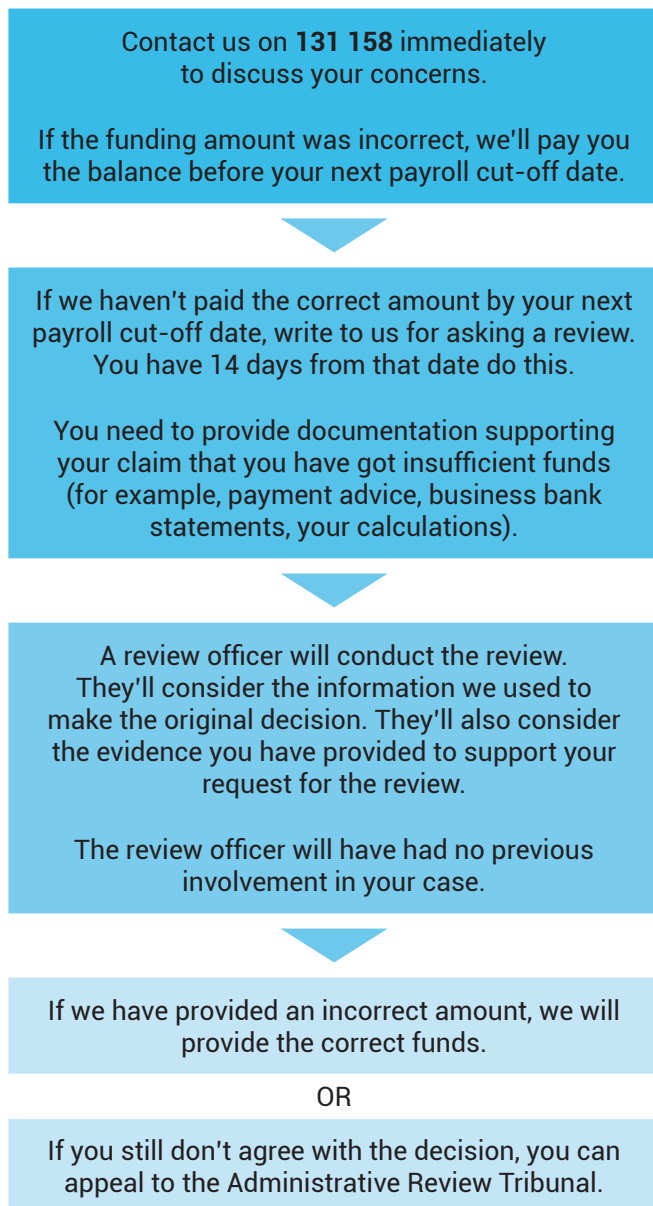 Contact us on 131 158 immediately
to discuss your concerns.
If the funding amount was incorrect, we'll pay you
the balance before your next payroll cut-off date.
If we haven't paid the correct amount by your next
payroll cut-off date, write to us for asking a review.
You have 14 days from that date do this.
You need to provide documentation supporting
your claim that you have got insufficient funds
(for example, payment advice, business bank
statements, your calculations).
A review officer will conduct the review.
They'll consider the information we used to
make the original decision. They'll also consider
the evidence you have provided to support your
request for the review.
The review officer will have had no previous
involvement in your case.
If we have provided an incorrect amount, we will
provide the correct funds.
OR
If you still don't agree with the decision, you can
appeal to the Administrative Review Tribunal.